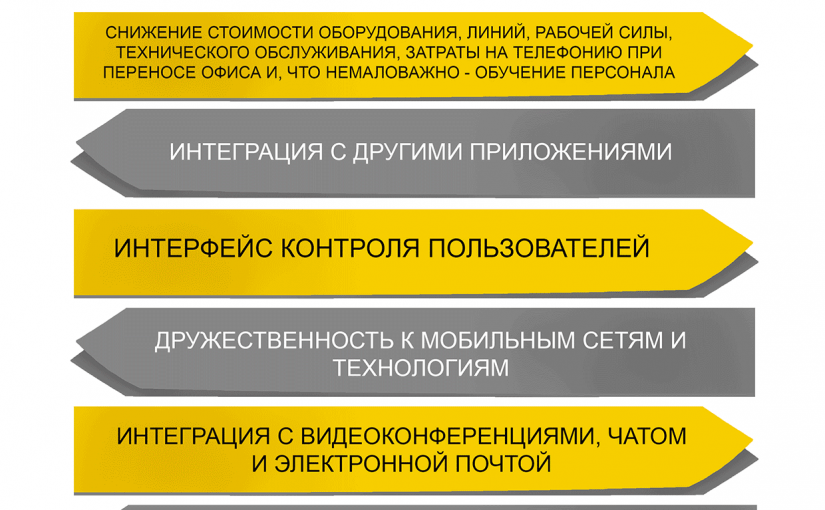 СНИЖЕНИЕ СТОИМОСТИ ОБОРУДОВАНИЯ, ЛИНИЙ, РАБОЧЕЙ СИЛЫ,
ТЕХНИЧЕСКОГО ОБСЛУЖИВАНИЯ, ЗАТРАТЫ НА ТЕЛЕФОНИЮ ПРИ
ПЕРЕНОСЕ ОФИСА И, ЧТО НЕМАЛОВАЖНО - ОБУЧЕНИЕ ПЕРСОНАЛА
ИНТЕГРАЦИЯ С ДРУГИМИ ПРИЛОЖЕНИЯМИ
ИНТЕРФЕЙС КОНТРОЛЯ ПОЛЬЗОВАТЕЛЕЙ
ДРУЖЕСТВЕННОСТЬ К МОБИЛЬНЫМ СЕТЯМ И
ТЕХНОЛОГИЯМ
ИНТЕГРАЦИЯ С ВИДЕОКОНФЕРЕНЦИЯМИ, ЧАТОМ
И ЭЛЕКТРОННОЙ ПОЧТОЙ